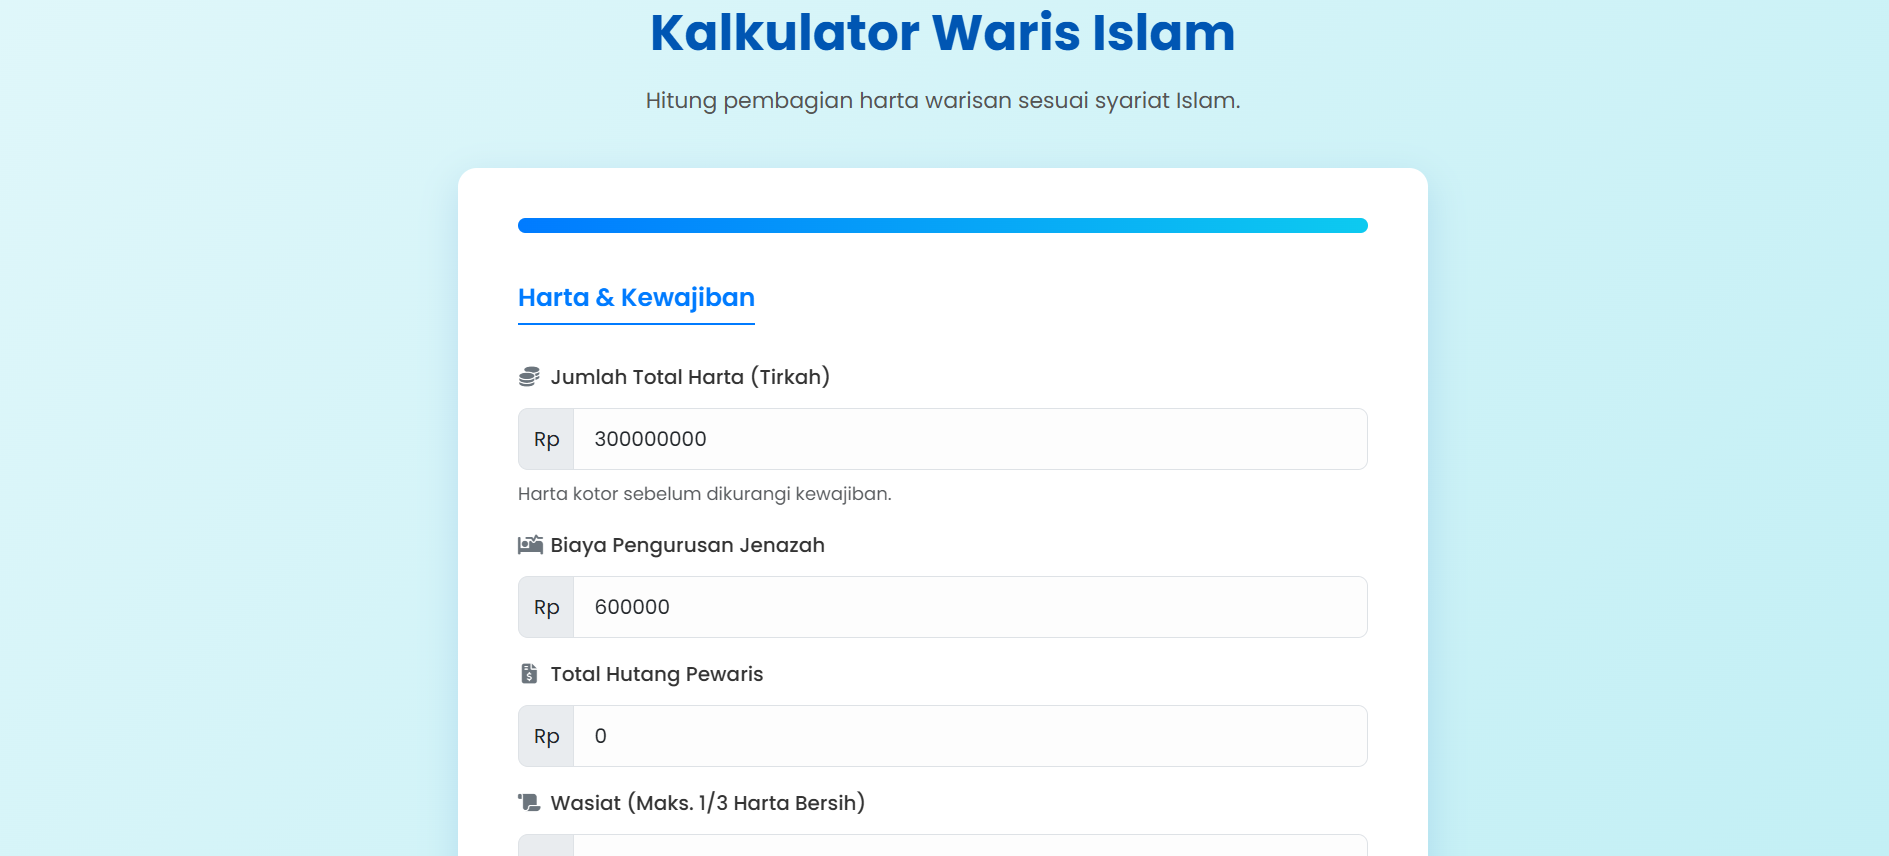 Kalkulator Waris Islam
Hitung pembagian harta warisan sesuai syariat Islam.
Harta & Kewajiban
Jumlah Total Harta (Tirkah)
Rp 300000000
Harta kotor sebelum dikurangi kewajiban.
Biaya Pengurusan Jenazah
Rp 600000
Total Hutang Pewaris
Rp 0
Wasiat (Maks. 1/3 Harta Bersih)